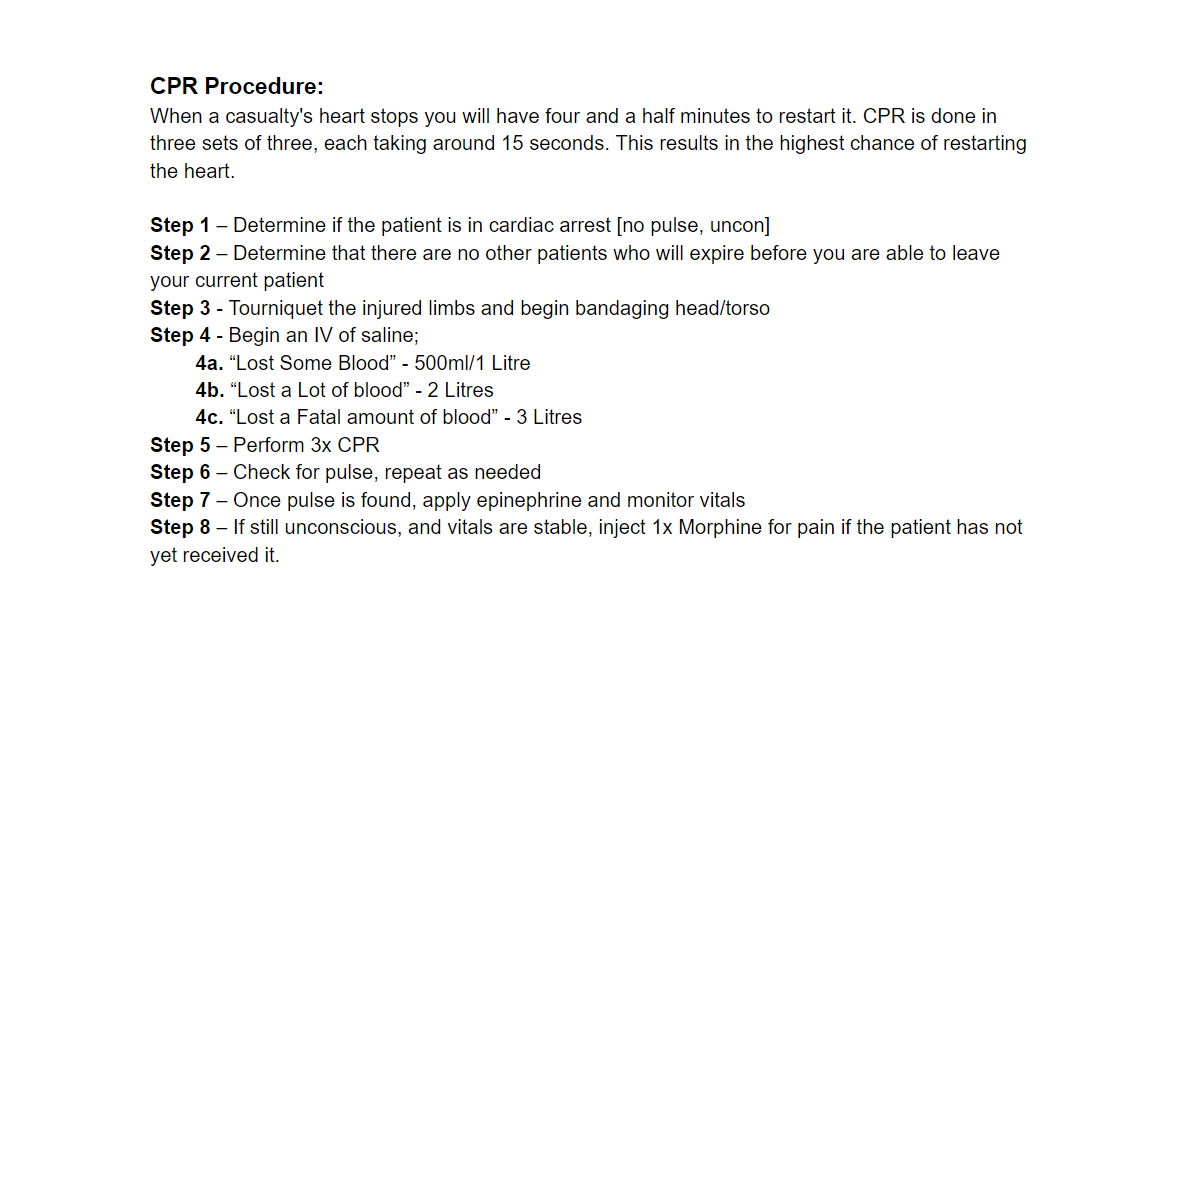 CPR Procedure:
When a casualty's heart stops you will have four and a half minutes to restart it. CPR is done in
three sets of three, each taking around 15 seconds. This results in the highest chance of restarting
the heart.
Step 1 – Determine if the patient is in cardiac arrest [no pulse, uncon]
Step 2 – Determine that there are no other patients who will expire before you are able to leave
your current patient
Step 3 - Tourniquet the injured limbs and begin bandaging head/torso
Step 4 - Begin an IV of saline;
4a. “Lost Some Blood” - 500ml/1 Litre
4b. “Lost a Lot of blood” - 2 Litres
4c. “Lost a Fatal amount of blood” - 3 Litres
Step 5 – Perform 3x CPR
Step 6 – Check for pulse, repeat as needed
Step 7 – Once pulse is found, apply epinephrine and monitor vitals
Step 8 – If still unconscious, and vitals are stable, inject 1x Morphine for pain if the patient has not
yet received it.